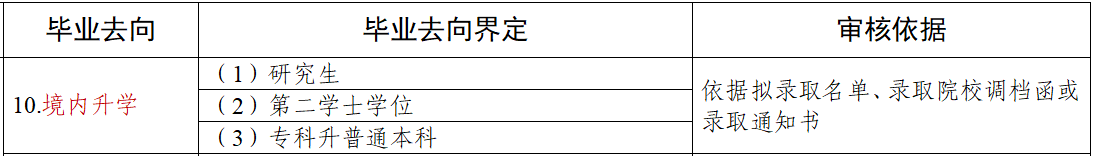 毕业去向 毕业去向界定 审核依据
10.境内升学
（1）研究生
（2）第二学士学位
（3）专科升普通本科
依据拟录取名单、录取院校调档函或
录取通知书